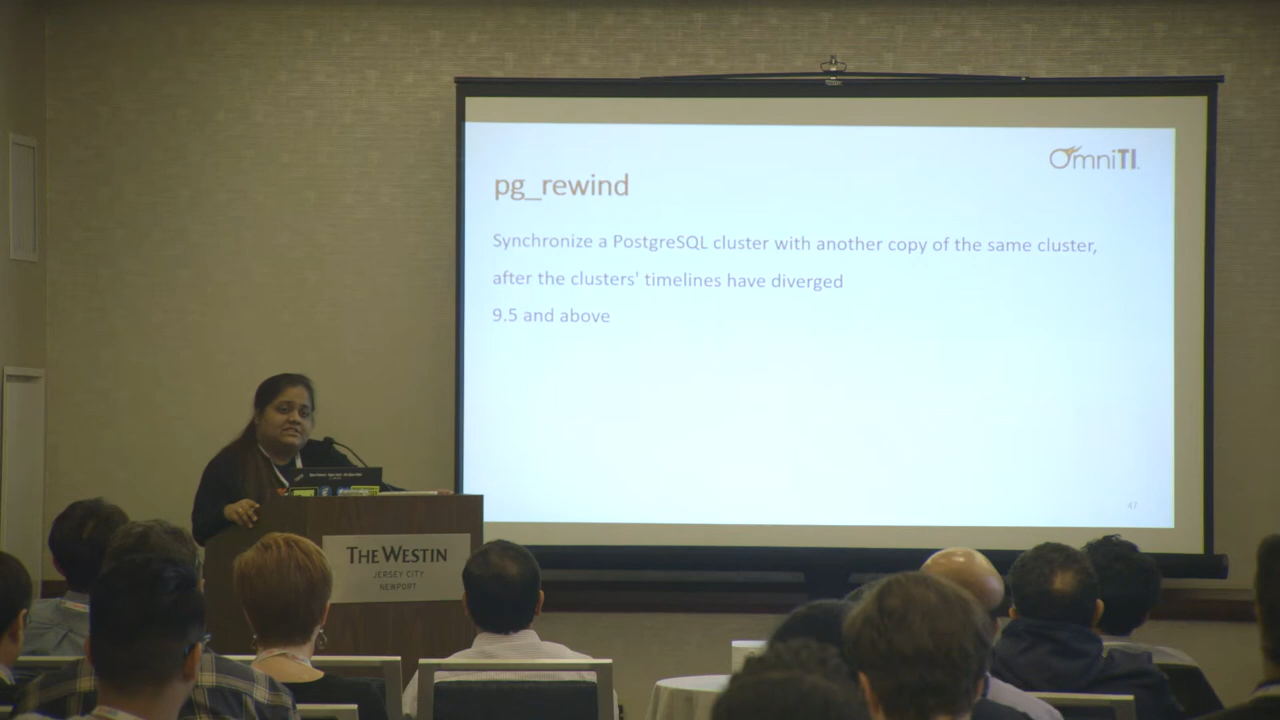 OmniTI
pg_rewind
Synchronize a PostgreSQL cluster with another copy of the same cluster,
after the clusters' timelines have diverged
9.5 and above
47
THE WESTIN
JERSEY CITY
NEWPORT